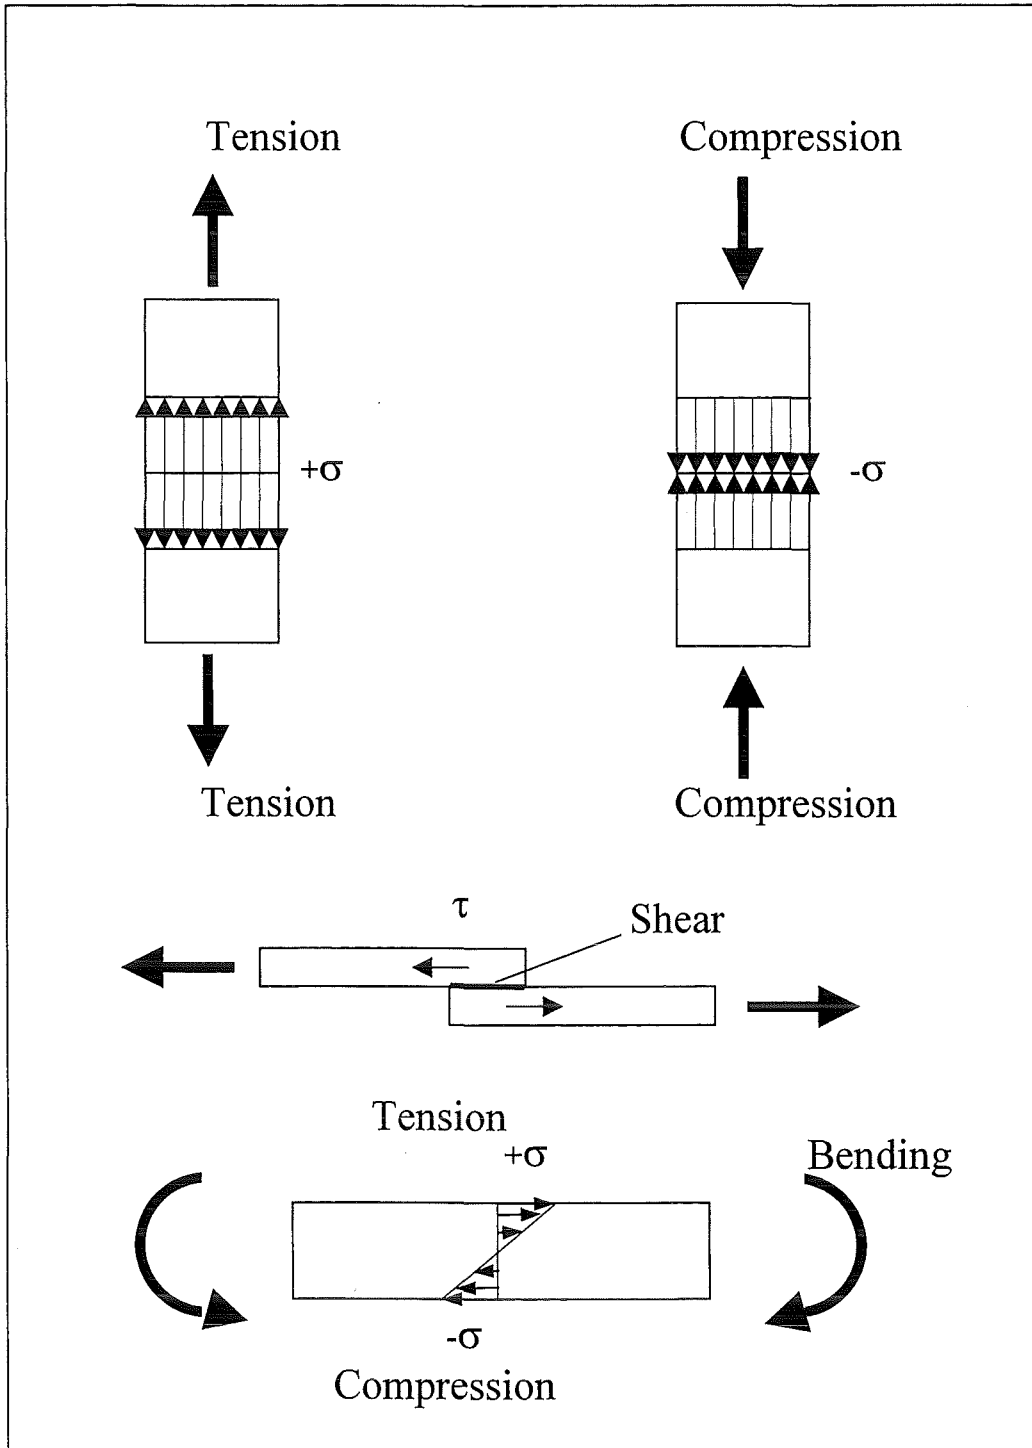 Tension
Compression
+σ
-σ
Tension
Compression
τ
Shear
Tension
+σ
Bending
-σ
Compression